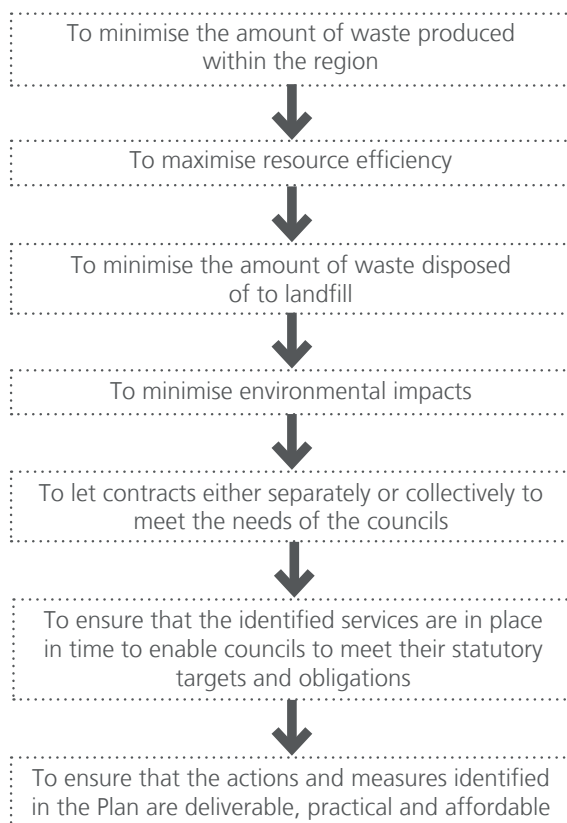 To minimise the amount of waste produced
within the region
To maximise resource efficiency
To minimise the amount of waste disposed
of to landfill
To minimise environmental impacts
To let contracts either separately or collectively to
meet the needs of the councils
To ensure that the identified services are in place
in time to enable councils to meet their statutory
targets and obligations
To ensure that the actions and measures identified
in the Plan are deliverable, practical and affordable